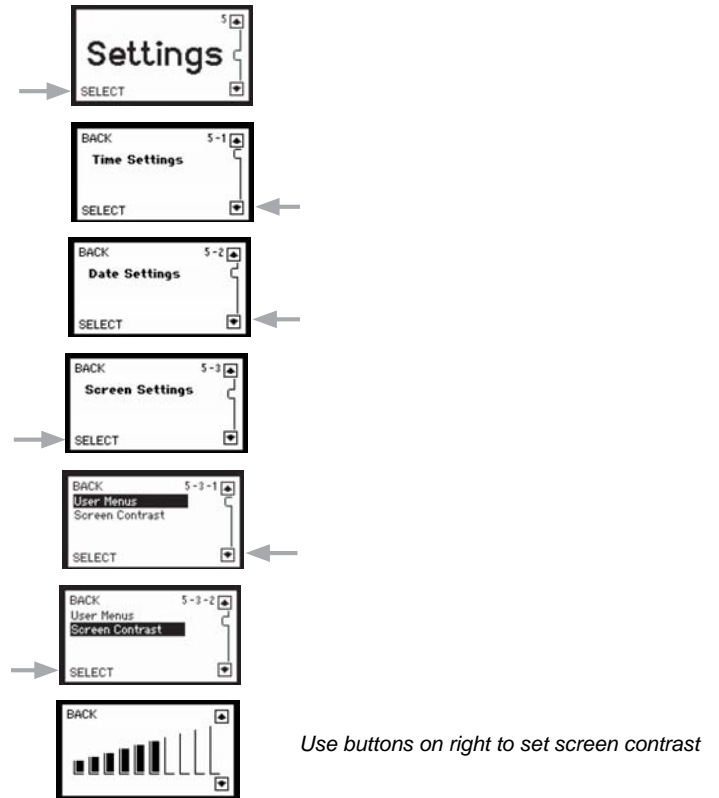 5
Settings
SELECT
BACK 5-1
Time Settings
SELECT
BACK 5-2
Date Settings
SELECT
BACK 5-3
Screen Settings
SELECT
BACK 5-3-1
User Menus
Screen Contrast
SELECT
BACK 5-3-2
User Menus
Screen Contrast
SELECT
BACK
Use buttons on right to set screen contrast